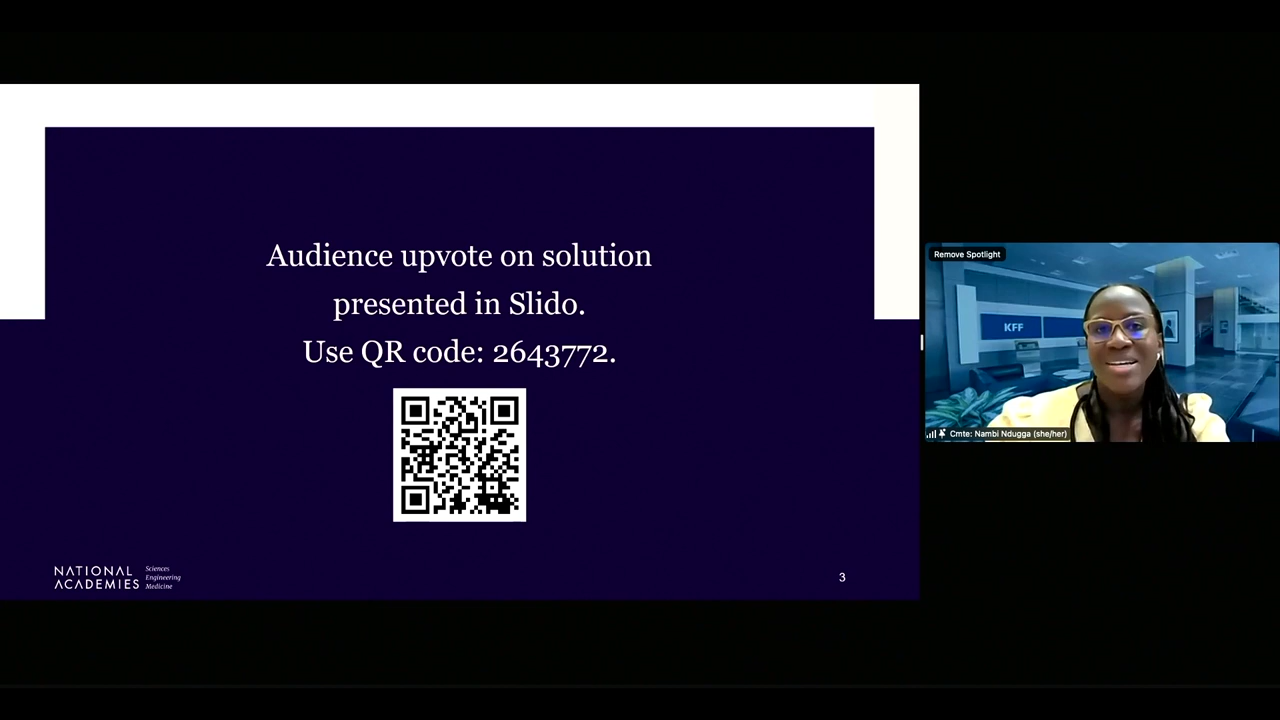 Audience upvote on solution
presented in Slido.
Use QR code: 2643772.
NATIONAL
ACADEMIES
Sciences
Engineering
Medicine
3
Remove Spotlight
KFF
Cmte: Nambi Ndugga (she/her)